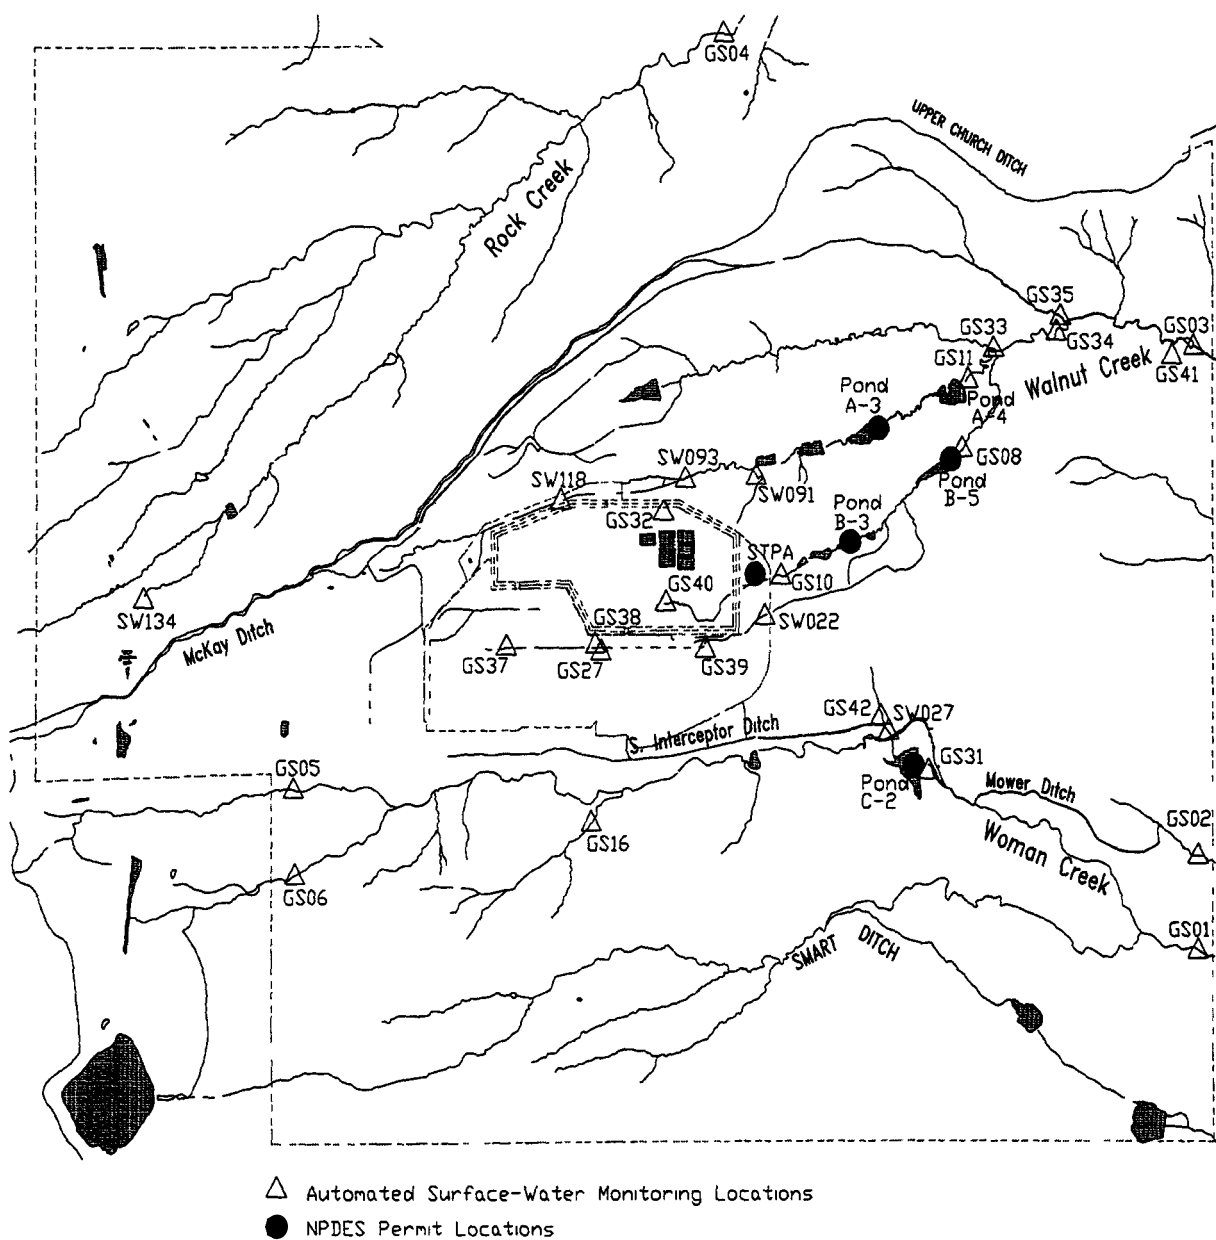 GS04
UPPER CHURCH DITCH
Rock Creek
GS35
GS33
GS03
GS34
GS11
GS41
Walnut Creek
Pond
A-3
Pond
A-4
SW093
GS08
SW118
SW091
Pond
B-5
GS32
Pond
B-3
STPA
GS40
GS10
SW134
GS38
SW022
McKay Ditch
GS37
GS27
GS39
GS42
SW027
S. Interceptor Ditch
GS31
GS05
Pond
C-2
Mower Ditch
GS02
GS16
Woman Creek
GS06
GS01
SMART DITCH
Automated Surface-Water Monitoring Locations
NPDES Permit Locations